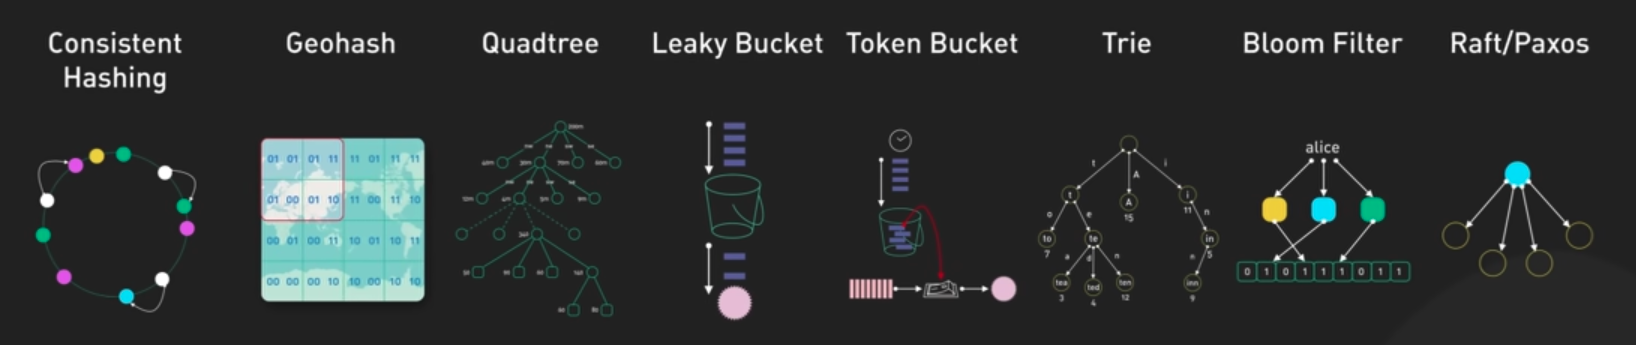 Consistent
Hashing
Geohash
Quadtree
Leaky Bucket
Token Bucket
Trie
Bloom Filter
Raft/Paxos
01 01 01 11 11 01 11 11
01 00 01 10 11 00 11 10
00 01 00 11 10 01 10 11
00 00 00 10 10 00 10 10
t
A
i
t
A
15
i
11
o
e
n
to
7
te
in
5
a
d
n
n
tea
3
ted
4
ten
12
inn
9
alice
0 1 0 1 1 1 0 1 1